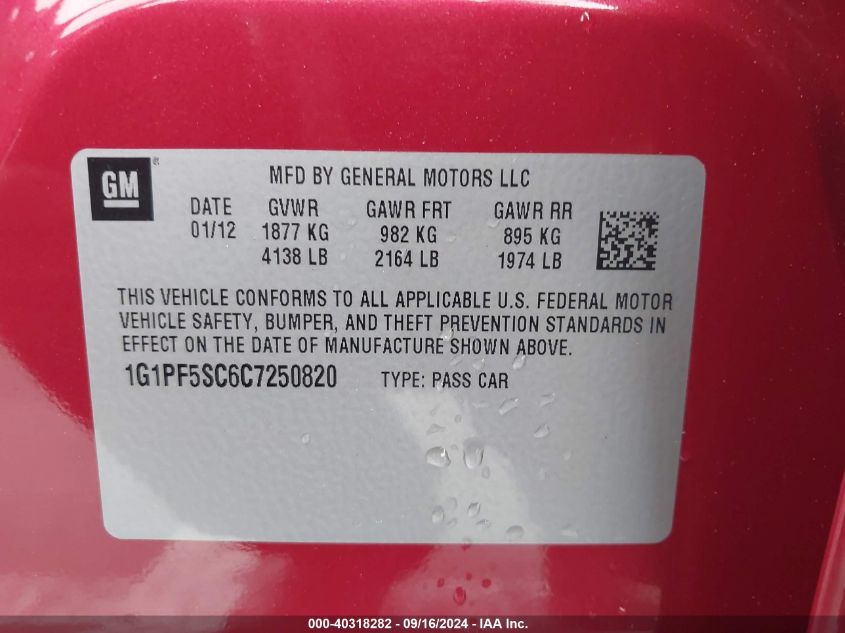 GM ®
MFD BY GENERAL MOTORS LLC
DATE GVWR GAWR FRT GAWR RR
01/12 1877 KG 982 KG 895 KG
4138 LB 2164 LB 1974 LB
THIS VEHICLE CONFORMS TO ALL APPLICABLE U.S. FEDERAL MOTOR
VEHICLE SAFETY, BUMPER, AND THEFT PREVENTION STANDARDS IN
EFFECT ON THE DATE OF MANUFACTURE SHOWN ABOVE.
1G1PF5SC6C7250820 TYPE: PASS CAR
000-40318282 - 09/16/2024 - IAA Inc.